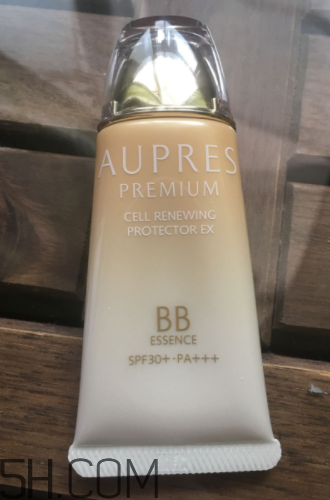 AUPRES
PREMIUM
CELL RENEWING
PROTECTOR EX
BB
ESSENCE
SPF30+·PA+++
5H.COM